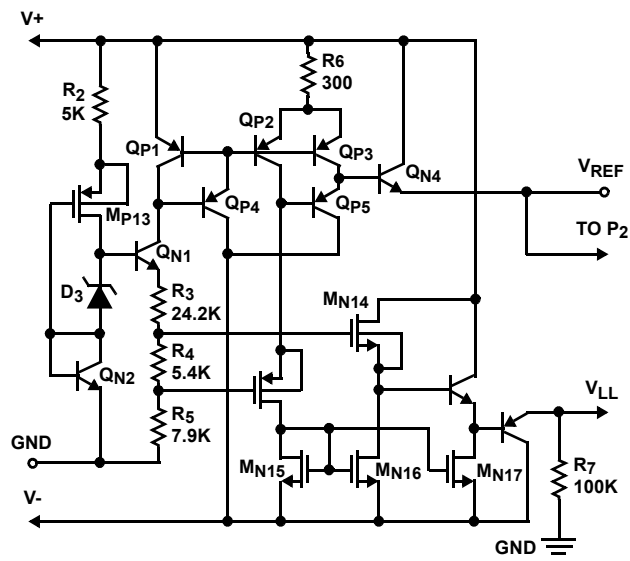 V+
R6
300
R2
5K
QP1
QP2
QP3
QN4
VREF
MP13
QP4
QP5
TO P2
QN1
D3
R3
24.2K
MN14
QN2
R4
5.4K
VLL
GND
R5
7.9K
MN15
MN16
MN17
R7
100K
V-
GND